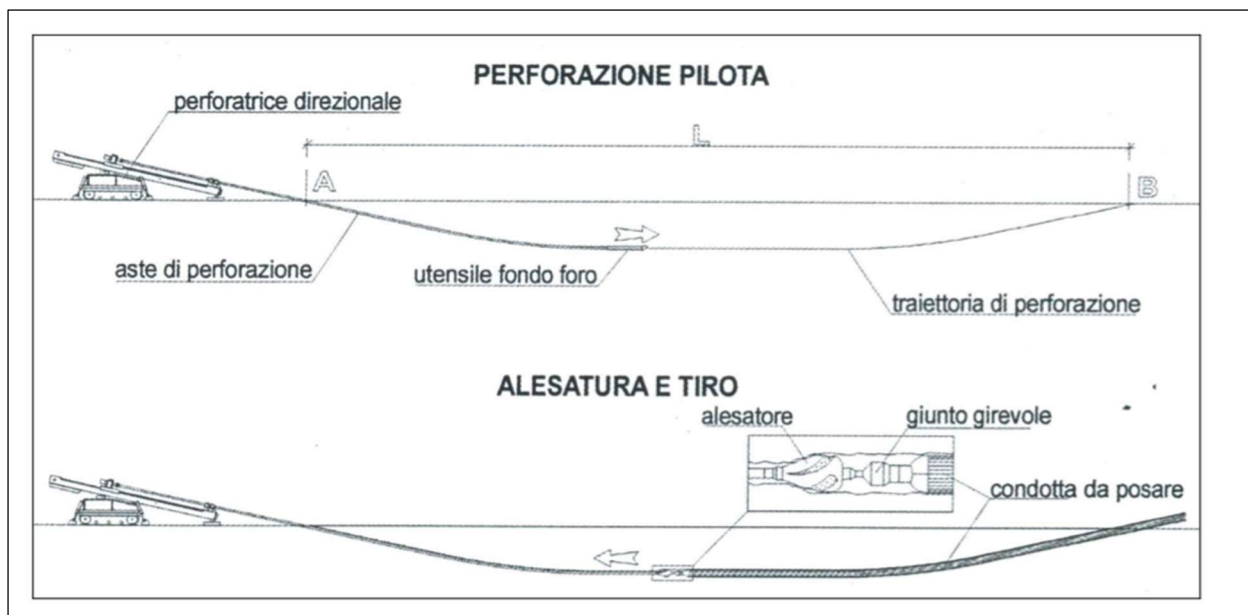 PERFORAZIONE PILOTA
perforatrice direzionale
L
A
B
aste di perforazione
utensile fondo foro
traiettoria di perforazione
ALESATURA E TIRO
alesatore
giunto girevole
condotta da posare